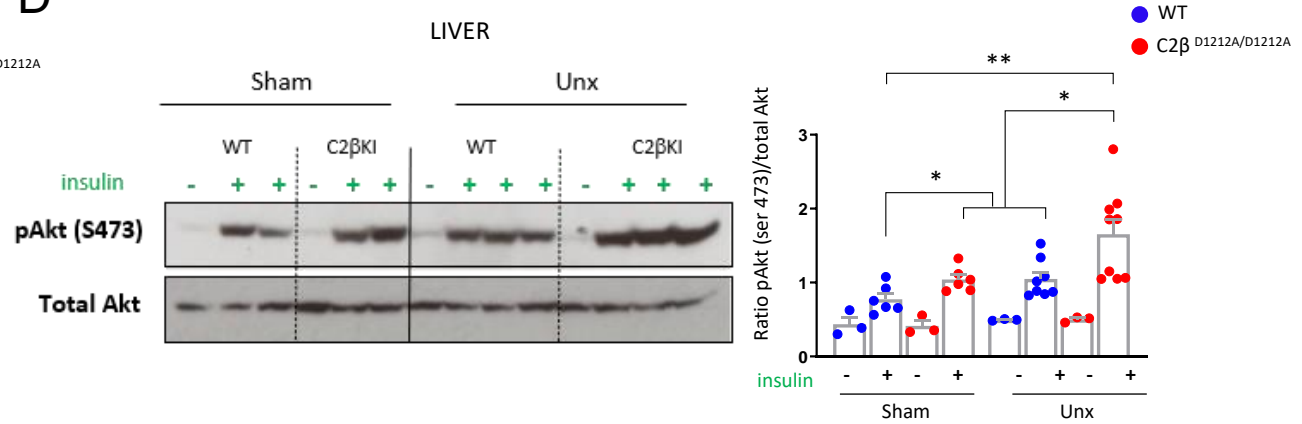 D
D1212A
LIVER
Sham Unx
WT C2βKI WT C2βKI
insulin - + + - + + - + + + - + + +
pAkt (S473)
Total Akt
WT
C2β D1212A/D1212A
**
*
*
Ratio pAkt (ser 473)/total Akt
3
2
1
0
insulin - + - + - + - +
Sham Unx